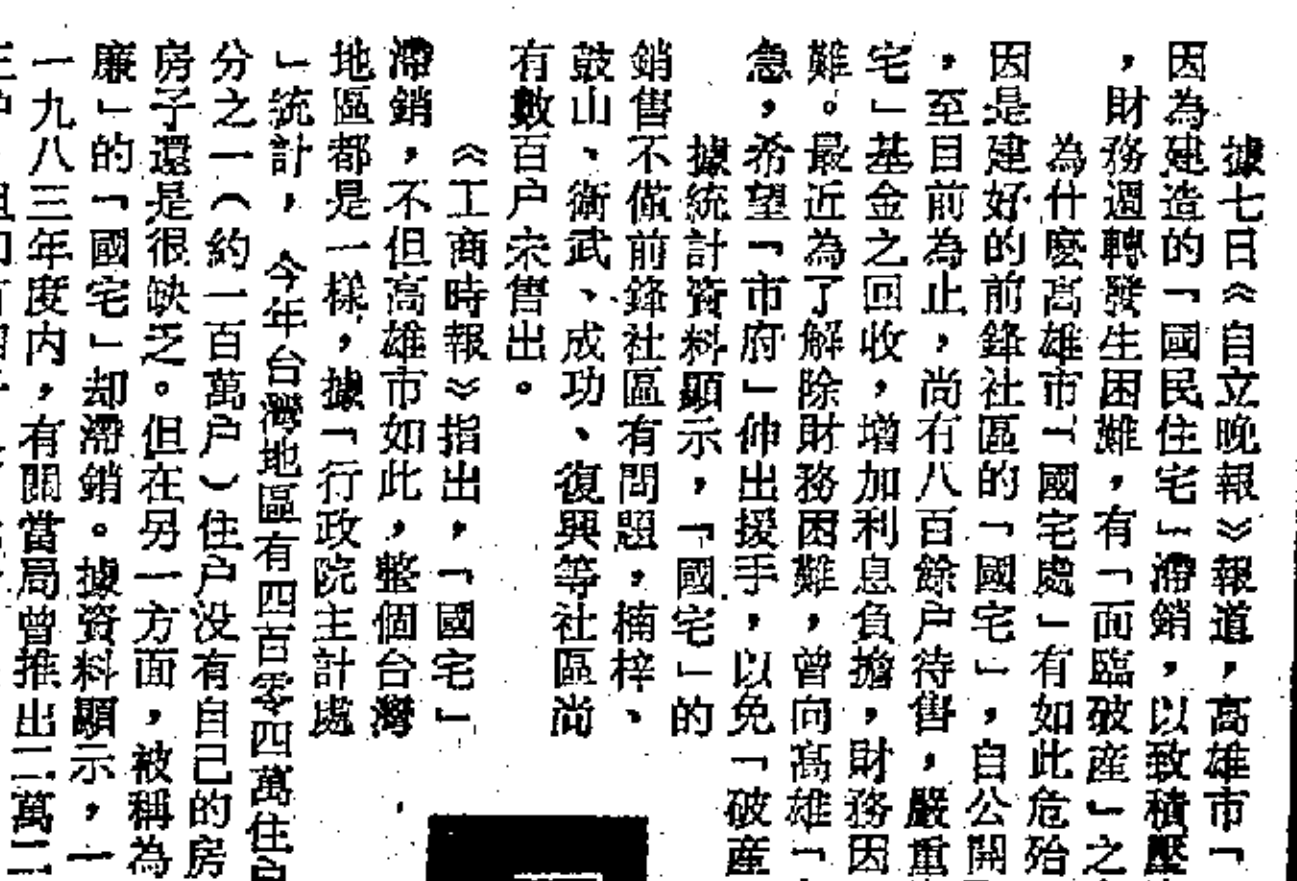 據七日《自立晚報》報道，高雄市「
因為建造的「國民住宅」滯銷，以致積壓
，財務週轉發生困難，有「面臨破産」之
為什麽高雄市「國宅處」有如此危殆
因是建好的前鋒社區的「國宅」，自公開
，至目前為止，尚有八百餘户待售，嚴重
宅」基金之回收，增加利息負擔，財務因
難。最近為了解除財務困難，曾向高雄「
急，希望「市府」伸出援手，以免「破産
據統計資料顯示，「國宅」的
銷售不僅前鋒社區有問題，楠梓、
鼓山、衞武、成功、復興等社區尚
有數百户未售出。
《工商時報》指出，「國宅」
滯銷，不但高雄市如此，整個台灣
地區都是一樣，據「行政院主計處
」統計，今年台灣地區有四百零四萬住户
分之一（約一百萬户）住户没有自己的房
房子還是很缺乏。但在另一方面，被稱為
廉」的「國宅」却滯銷。據資料顯示，一
一九八三年度内，有關當局曾推出二萬二